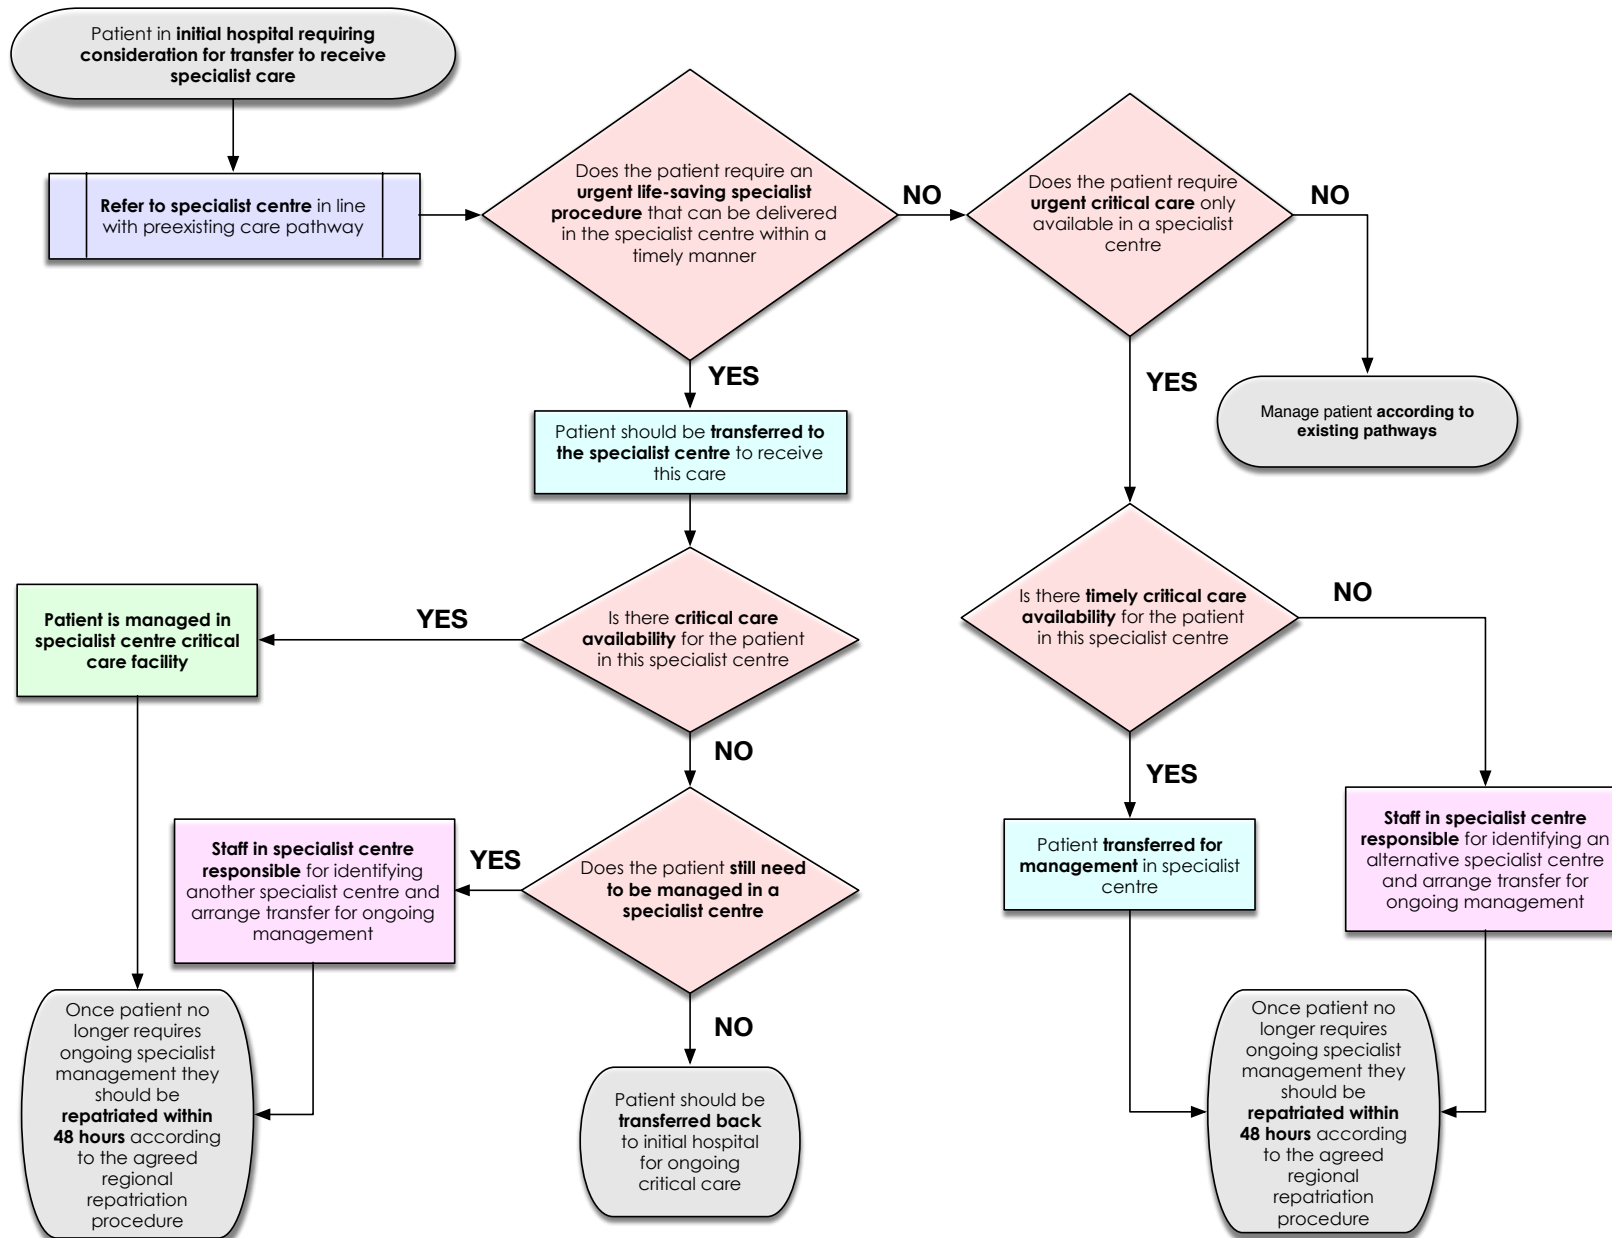 Patient in initial hospital requiring
consideration for transfer to receive
specialist care
Refer to specialist centre in line
with preexisting care pathway
Does the patient require an
urgent life-saving specialist
procedure that can be delivered
in the specialist centre within a
timely manner
NO
Does the patient require
urgent critical care only
available in a specialist
centre
NO
YES
YES
Manage patient according to
existing pathways
Patient should be transferred to
the specialist centre to receive
this care
Patient is managed in
specialist centre critical
care facility
YES
Is there critical care
availability for the patient
in this specialist centre
Is there timely critical care
availability for the patient
in this specialist centre
NO
NO
YES
Staff in specialist centre
responsible for identifying
another specialist centre and
arrange transfer for ongoing
management
YES
Does the patient still need
to be managed in a
specialist centre
Patient transferred for
management in specialist
centre
Staff in specialist centre
responsible for identifying an
alternative specialist centre
and arrange transfer for
ongoing management
NO
Once patient no
longer requires
ongoing specialist
management they
should be
repatriated within
48 hours according
to the agreed
regional
repatriation
procedure
Patient should be
transferred back
to initial hospital
for ongoing
critical care
Once patient no
longer requires
ongoing specialist
management they
should be
repatriated within
48 hours according
to the agreed
regional
repatriation
procedure